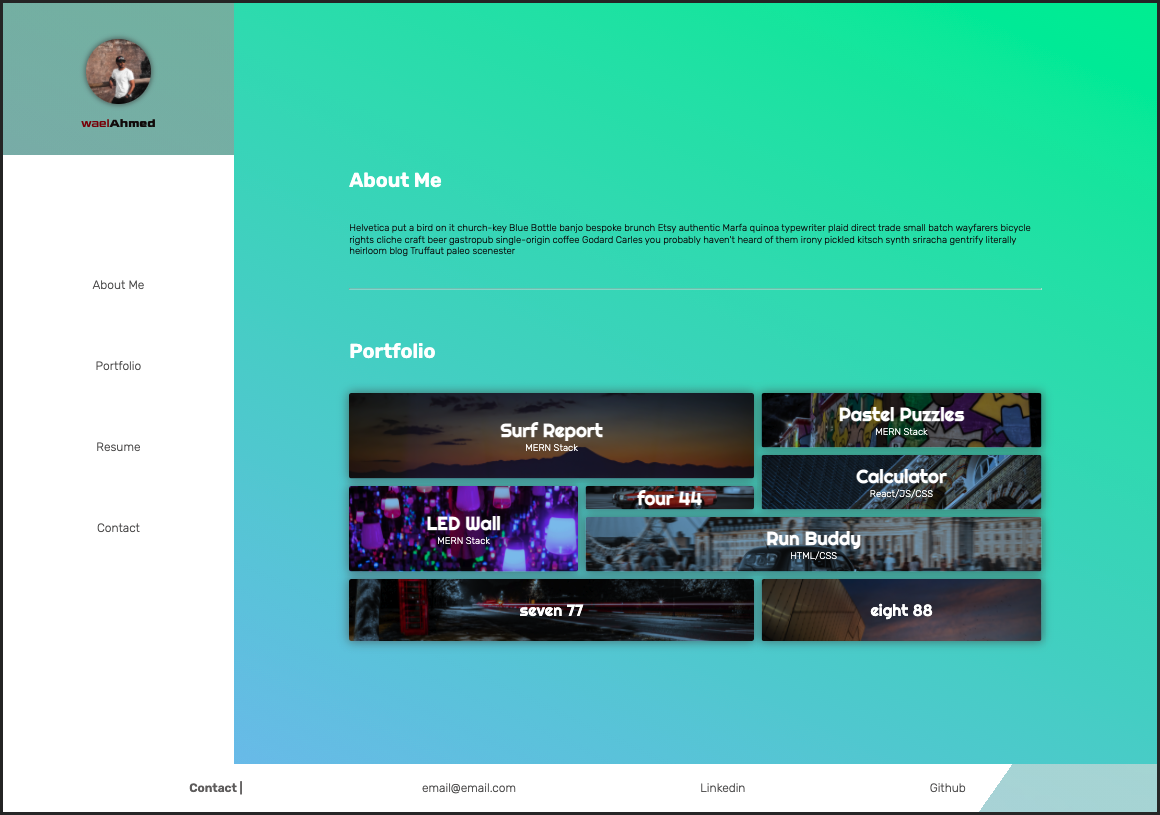 waelAhmed
About Me
Portfolio
Resume
Contact
About Me
Helvetica put a bird on it church-key Blue Bottle banjo bespoke brunch Etsy authentic Marfa quinoa typewriter plaid direct trade small batch wayfarers bicycle
rights cliche craft beer gastropub single-origin coffee Godard Carles you probably haven't heard of them irony pickled kitsch synth sriracha gentrify literally
heirloom blog Truffaut paleo scenester
Portfolio
Surf Report
MERN Stack
Pastel Puzzles
MERN Stack
Calculator
React/JS/CSS
LED Wall
MERN Stack
four 44
Run Buddy
HTML/CSS
seven 77
eight 88
Contact |
email@email.com
Linkedin
Github